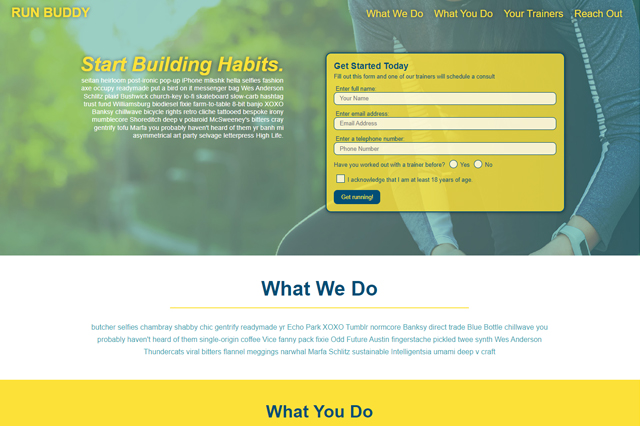 RUN BUDDY
What We Do What You Do Your Trainers Reach Out
Start Building Habits.
seitan heirloom post-ironic pop-up iPhone mlkshk hella selfies fashion
axe occupy readymade put a bird on it messenger bag Wes Anderson
Schlitz plaid Bushwick church-key lo-fi skateboard slow-carb hashtag
trust fund Williamsburg biodiesel fixie farm-to-table 8-bit banjo XOXO
Banksy chillwave bicycle rights retro cliche tattooed bespoke irony
mumblecore Shoreditch deep v polaroid McSweeney's bitters cray
gentrify tofu Marfa you probably haven't heard of them yr banh mi
asymmetrical art party selvage letterpress High Life.
Get Started Today
Fill out this form and one of our trainers will schedule a consult
Enter full name:
Your Name
Enter email address:
Email Address
Enter a telephone number:
Phone Number
Have you worked out with a trainer before? Yes No
I acknowledge that I am at least 18 years of age.
Get running!
What We Do
butcher selfies chambray shabby chic gentrify readymade yr Echo Park XOXO Tumblr normcore Banksy direct trade Blue Bottle chillwave you
probably haven't heard of them single-origin coffee Vice fanny pack fixie Odd Future Austin fingerstache pickled twee synth Wes Anderson
Thundercats viral bitters flannel meggings narwhal Marfa Schlitz sustainable Intelligentsia umami deep v craft
What You Do